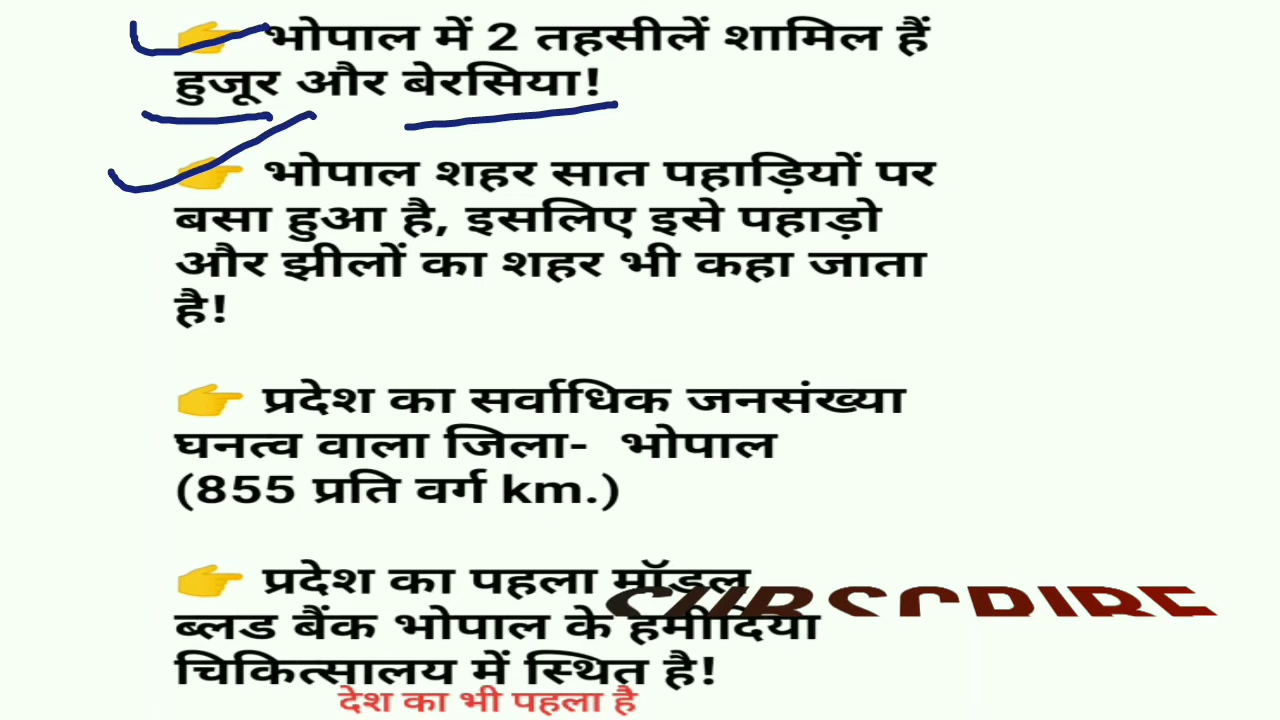 👉 भोपाल में 2 तहसीलें शामिल हैं
हुजूर और बेरसिया!
👉 भोपाल शहर सात पहाड़ियों पर
बसा हुआ है, इसलिए इसे पहाड़ो
और झीलों का शहर भी कहा जाता
है!
👉 प्रदेश का सर्वाधिक जनसंख्या
घनत्व वाला जिला- भोपाल
(855 प्रति वर्ग km.)
👉 प्रदेश का पहला मॉडल
SUBSCRIBE
ब्लड बैंक भोपाल के हमीदिया
चिकित्सालय में स्थित है!
देश का भी पहला है